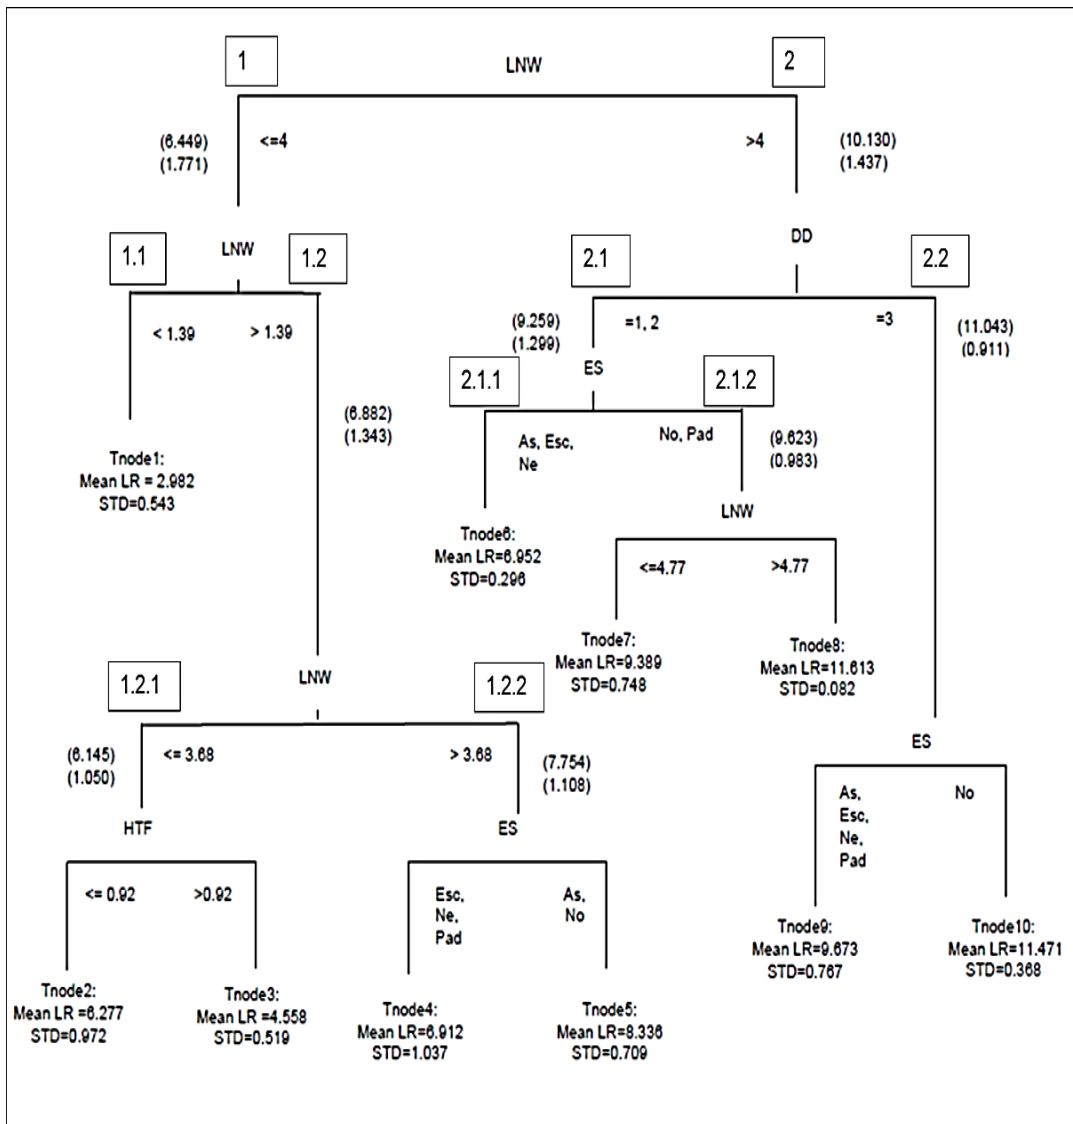 1
LNW
2
(6.449)
(1.771)
<=4
>4
(10.130)
(1.437)
1.1
LNW
1.2
2.1
DD
2.2
< 1.39
> 1.39
(9.259)
(1.299)
=1, 2
=3
(11.043)
(0.911)
2.1.1
ES
2.1.2
(6.882)
(1.343)
As, Esc,
Ne
No, Pad
(9.623)
(0.983)
Tnode1:
Mean LR = 2.982
STD=0.543
LNW
Tnode6:
Mean LR=6.952
STD=0.296
<=4.77
>4.77
Tnode7:
Mean LR=9.389
STD=0.748
Tnode8:
Mean LR=11.613
STD=0.082
1.2.1
LNW
1.2.2
(6.145)
(1.050)
<= 3.68
> 3.68
(7.754)
(1.108)
ES
As,
Esc,
Ne,
Pad
No
HTF
ES
<= 0.92
>0.92
Esc,
Ne,
Pad
As,
No
Tnode9:
Mean LR=9.673
STD=0.767
Tnode10:
Mean LR=11.471
STD=0.368
Tnode2:
Mean LR =6.277
STD=0.972
Tnode3:
Mean LR =4.558
STD=0.519
Tnode4:
Mean LR=6.912
STD=1.037
Tnode5:
Mean LR=8.336
STD=0.709